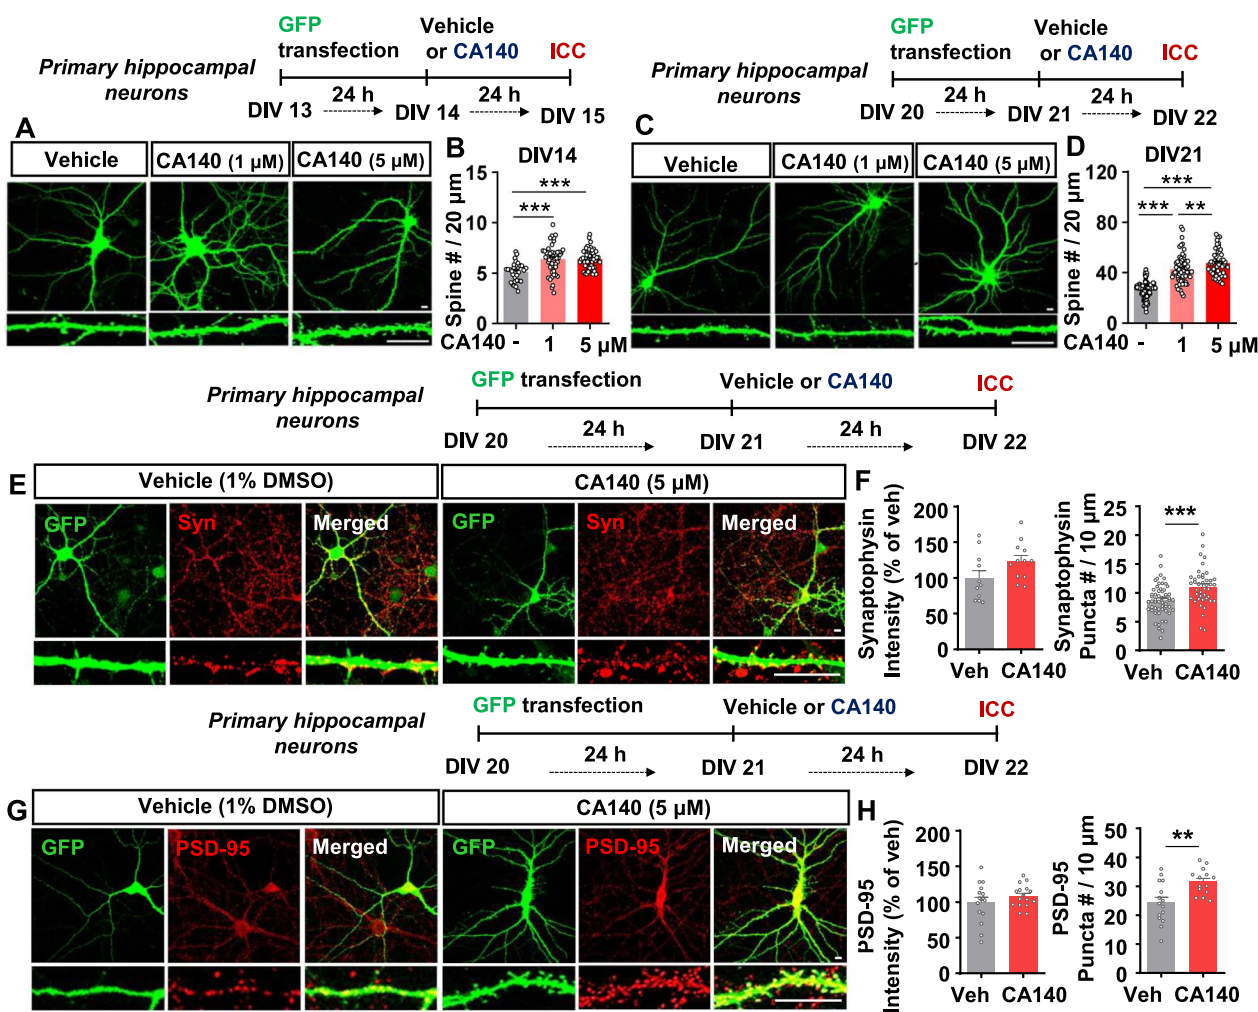 GFP
transfection
Vehicle
or CA140
ICC
Primary hippocampal
neurons
24 h
24 h
DIV 13
DIV 14
DIV 15
GFP
transfection
Vehicle
or CA140
ICC
Primary hippocampal
neurons
24 h
24 h
DIV 20
DIV 21
DIV 22
A
Vehicle
CA140 (1 µM)
CA140 (5 µM)
B
DIV14
Spine # / 20 µm
15
10
5
0
***
***
CA140
-
1
5 µM
C
Vehicle
CA140 (1 µM)
CA140 (5 µM)
D
DIV21
Spine # / 20 µm
120
80
40
0
***
***
**
CA140
-
1
5 µM
Primary hippocampal
neurons
GFP transfection
Vehicle or CA140
ICC
24 h
24 h
DIV 20
DIV 21
DIV 22
E
Vehicle (1% DMSO)
CA140 (5 µM)
GFP
Syn
Merged
GFP
Syn
Merged
F
Synaptophysin
Intensity (% of veh)
200
150
100
50
0
Veh
CA140
Synaptophysin
Puncta # / 10 µm
25
20
15
10
5
0
***
Veh
CA140
Primary hippocampal
neurons
GFP transfection
Vehicle or CA140
ICC
24 h
24 h
DIV 20
DIV 21
DIV 22
G
Vehicle (1% DMSO)
CA140 (5 µM)
GFP
PSD-95
Merged
GFP
PSD-95
Merged
H
PSD-95
Intensity (% of veh)
200
150
100
50
0
Veh
CA140
PSD-95
Puncta # / 10 µm
50
40
30
20
10
0
**
Veh
CA140